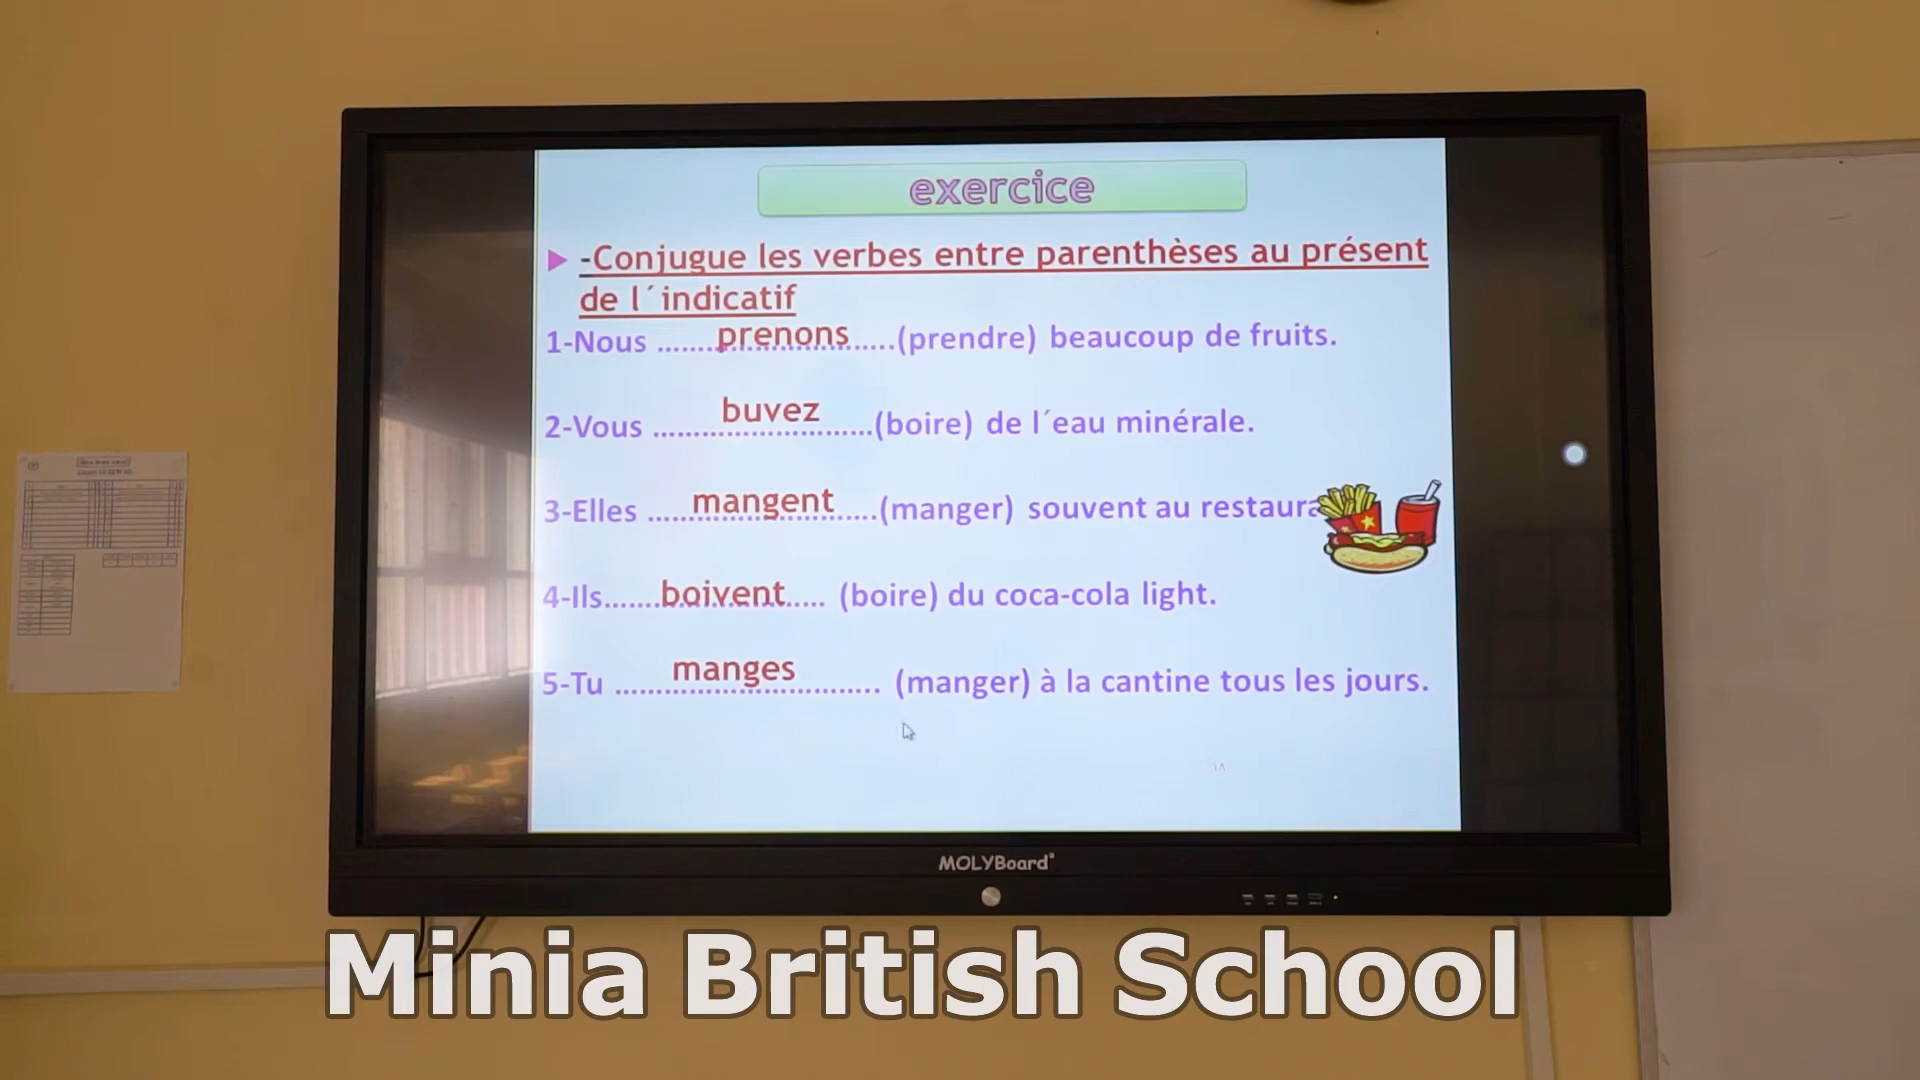 exercice
-Conjugue les verbes entre parenthèses au présent
de l´indicatif
1-Nous ......prenons......(prendre) beaucoup de fruits.
2-Vous ......buvez......(boire) de l´eau minérale.
3-Elles ......mangent......(manger) souvent au restaura
4-Ils......boivent...... (boire) du coca-cola light.
5-Tu ......manges...... (manger) à la cantine tous les jours.
١٨
MOLYBoard
Minia British School